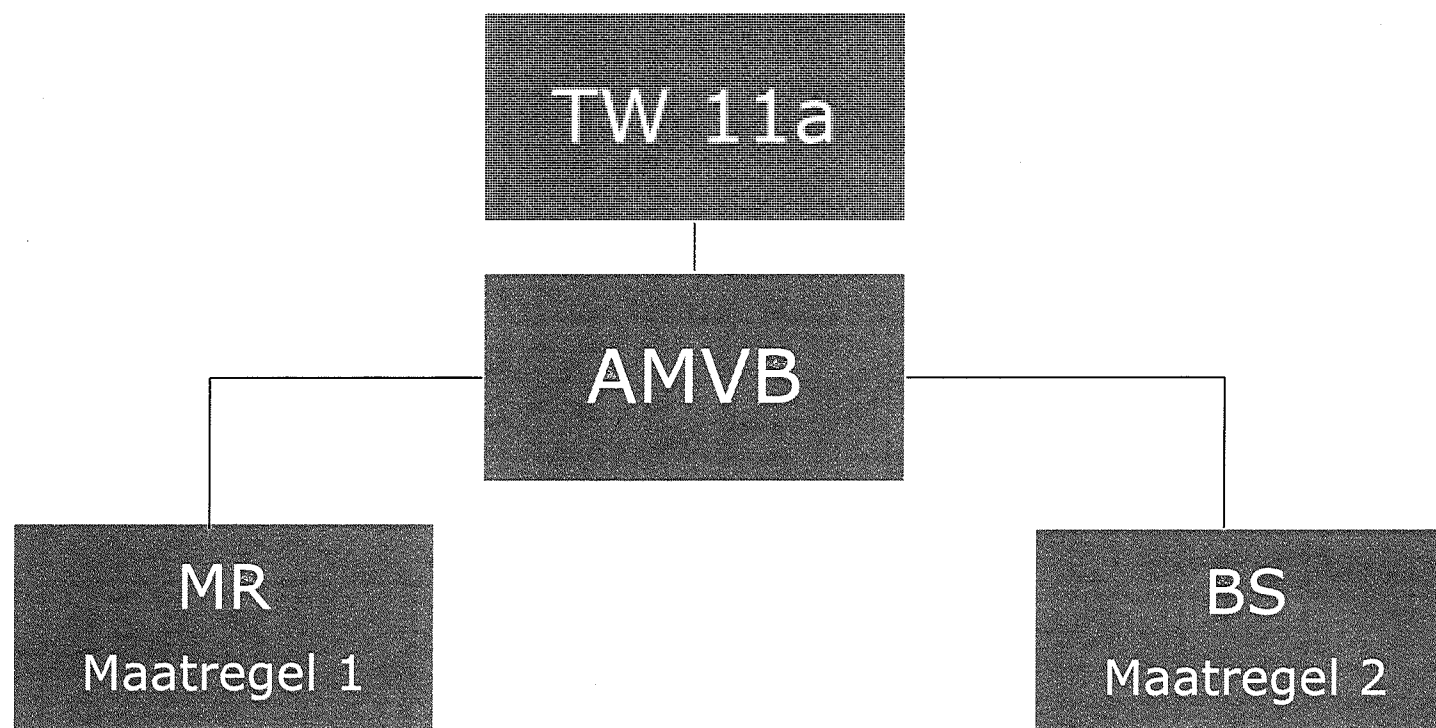 TW 11a
AMVB
MR
Maatregel 1
BS
Maatregel 2